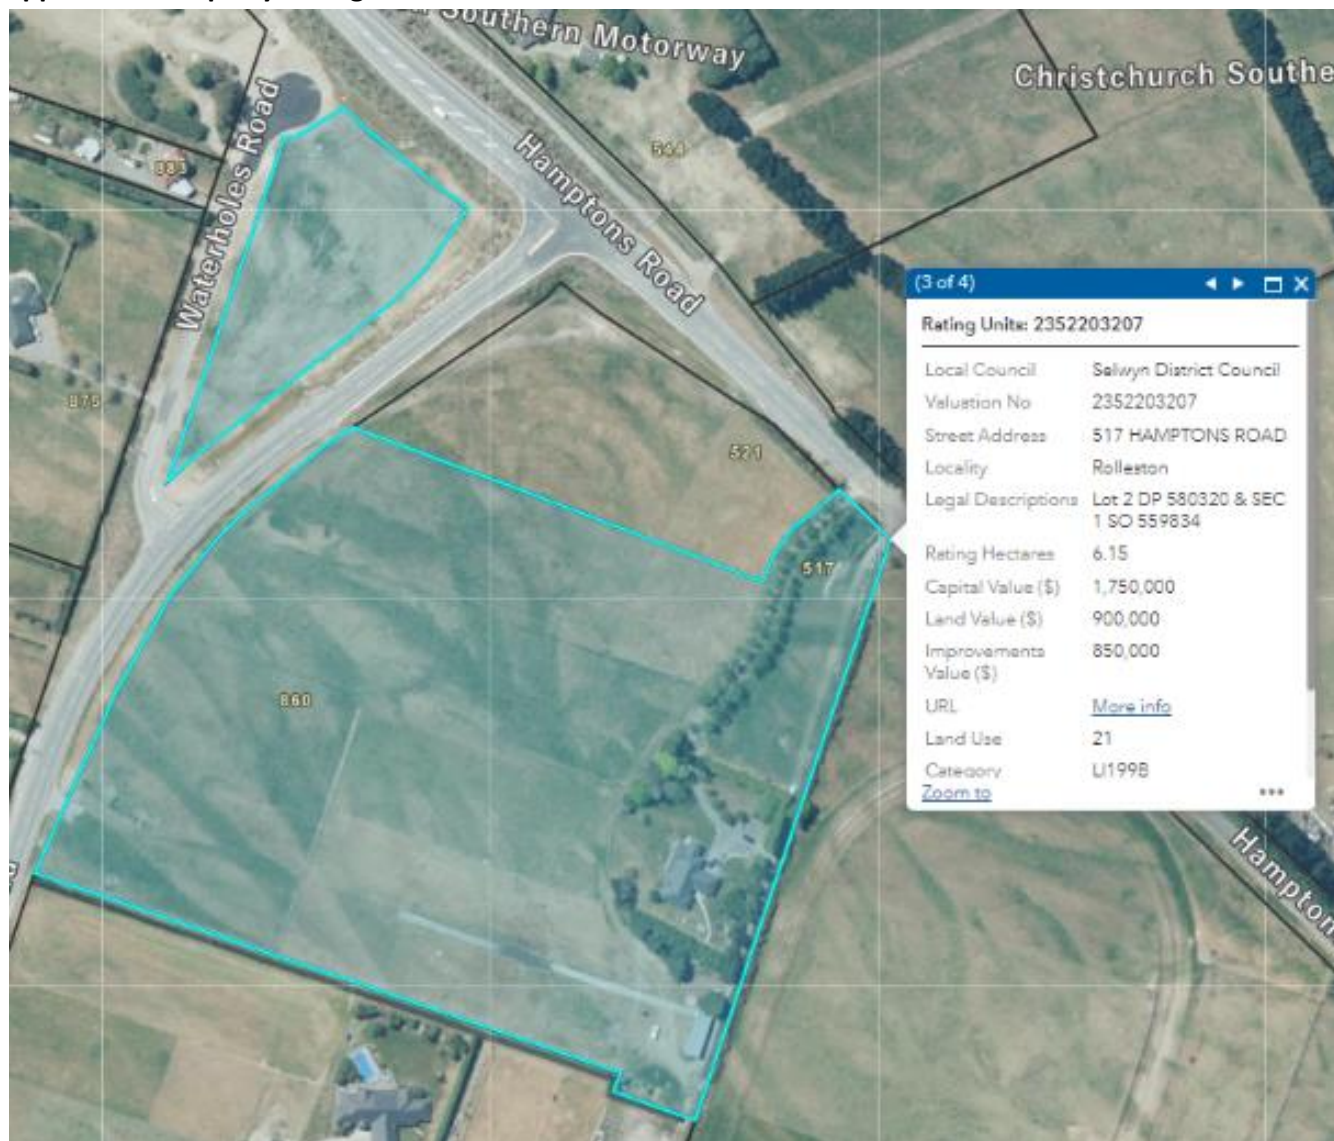 Southern Motorway
Christchurch Southe
Waterholes Road
Hamptons Road
544
883
875
521
517
860
(3 of 4)
Rating Units: 2352203207
Local Council Selwyn District Council
Valuation No 2352203207
Street Address 517 HAMPTONS ROAD
Locality Rolleston
Legal Descriptions Lot 2 DP 580320 & SEC
1 SO 559834
Rating Hectares 6.15
Capital Value ($) 1,750,000
Land Value ($) 900,000
Improvements 850,000
Value ($)
URL More info
Land Use 21
Category LI199B
Zoom to
Hampton